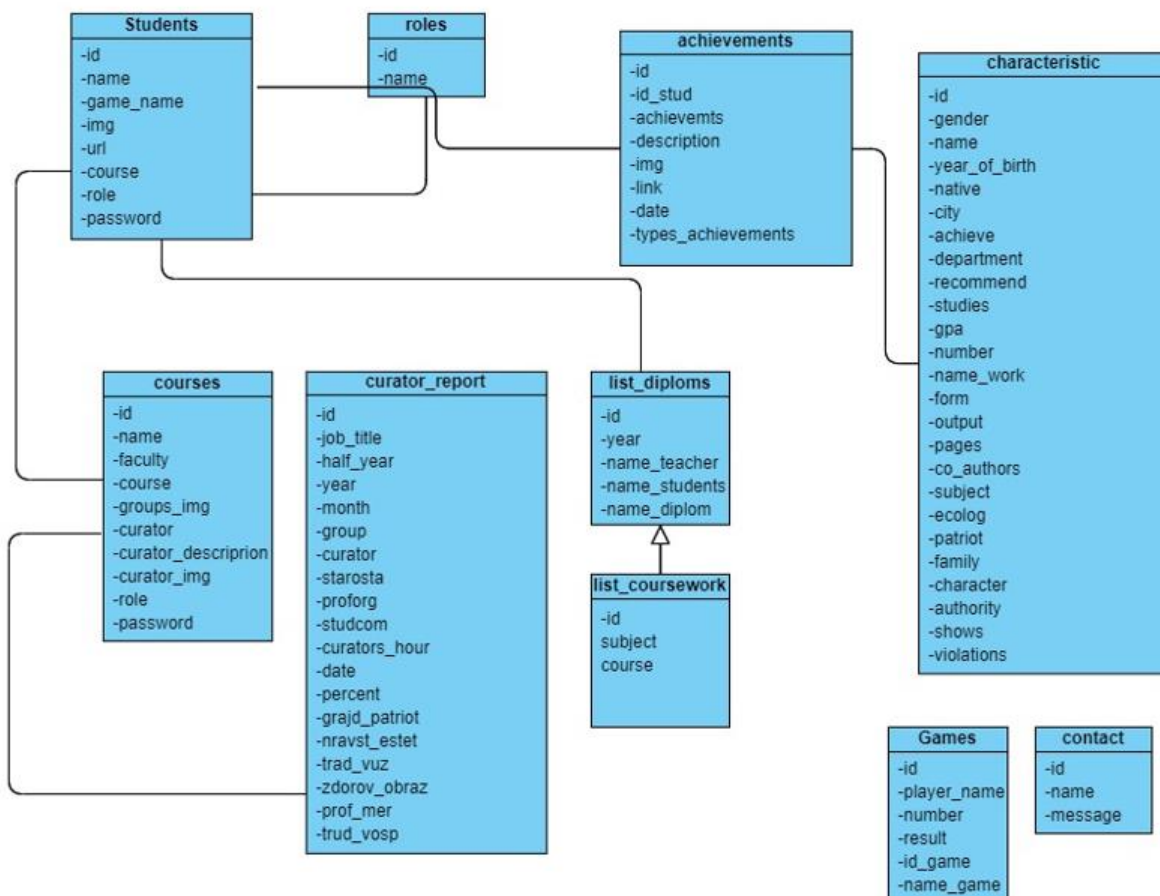 Students
-id
-name
-game_name
-img
-url
-course
-role
-password
roles
-id
-name
achievements
-id
-id_stud
-achievemts
-description
-img
-link
-date
-types_achievements
characteristic
-id
-gender
-name
-year_of_birth
-native
-city
-achieve
-department
-recommend
-studies
-gpa
-number
-name_work
-form
-output
-pages
-co_authors
-subject
-ecolog
-patriot
-family
-character
-authority
-shows
-violations
courses
-id
-name
-faculty
-course
-groups_img
-curator
-curator_descriprion
-curator_img
-role
-password
curator_report
-id
-job_title
-half_year
-year
-month
-group
-curator
-starosta
-proforg
-studcom
-curators_hour
-date
-percent
-grajd_patriot
-nravst_estet
-trad_vuz
-zdorov_obraz
-prof_mer
-trud_vosp
list_diploms
-id
-year
-name_teacher
-name_students
-name_diplom
list_coursework
-id
subject
course
Games
-id
-player_name
-number
-result
-id_game
-name_game
contact
-id
-name
-message